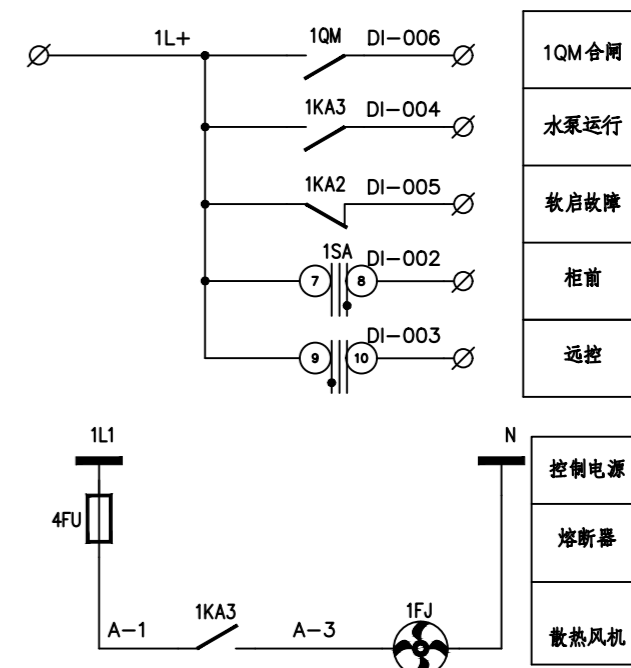 1L+ 1QM DI-006 1QM合闸
1KA3 DI-004 水泵运行
1KA2 DI-005 软启故障
1SA DI-002
7 8 柜前
DI-003
9 10 远控
1L1 N 控制电源
4FU 熔断器
1KA3 1FJ
A-1 A-3 散热风机